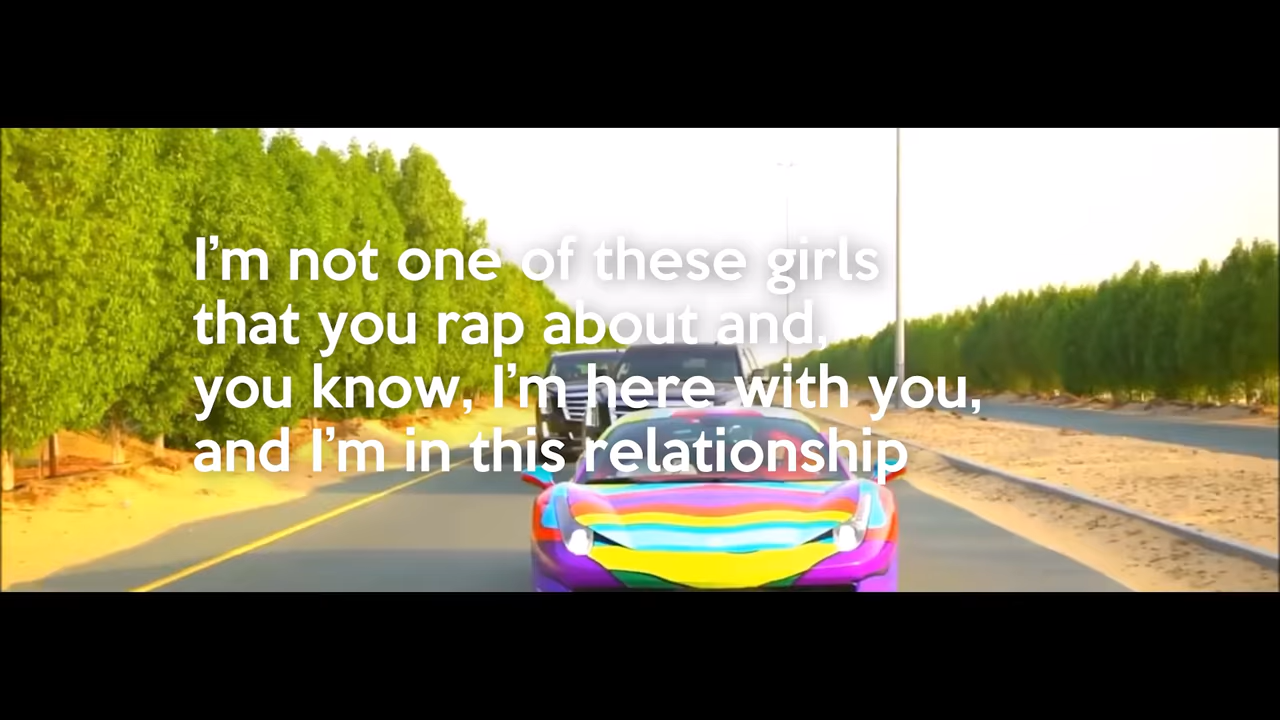 I'm not one of these girls
that you rap about and,
you know, I'm here with you,
and I'm in this relationship